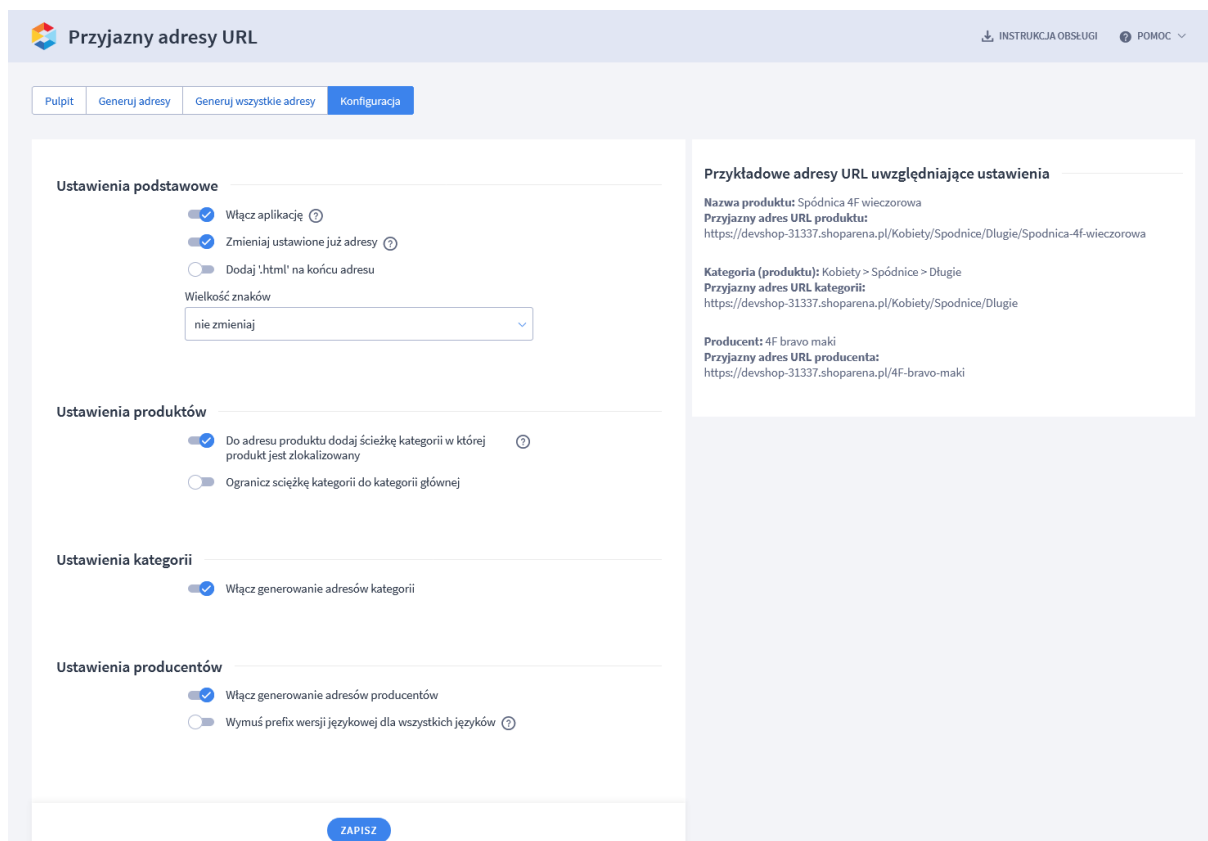 Przyjazny adresy URL
INSTRUKCJA OBSŁUGI
POMOC
Pulpit
Generuj adresy
Generuj wszystkie adresy
Konfiguracja
Ustawienia podstawowe
Włącz aplikację
Zmieniaj ustawione już adresy
Dodaj '.html' na końcu adresu
Wielkość znaków
nie zmieniaj
Ustawienia produktów
Do adresu produktu dodaj ścieżkę kategorii w której
produkt jest zlokalizowany
Ogranicz sciężkę kategorii do kategorii głównej
Ustawienia kategorii
Włącz generowanie adresów kategorii
Ustawienia producentów
Włącz generowanie adresów producentów
Wymuś prefix wersji językowej dla wszystkich języków
ZAPISZ
Przykładowe adresy URL uwzględniające ustawienia
Nazwa produktu: Spódnica 4F wieczorowa
Przyjazny adres URL produktu:
https://devshop-31337.shoparena.pl/Kobiety/Spodnice/Dlugie/Spodnica-4f-wieczorowa
Kategoria (produktu): Kobiety > Spódnice > Długie
Przyjazny adres URL kategorii:
https://devshop-31337.shoparena.pl/Kobiety/Spodnice/Dlugie
Producent: 4F bravo maki
Przyjazny adres URL producenta:
https://devshop-31337.shoparena.pl/4F-bravo-maki